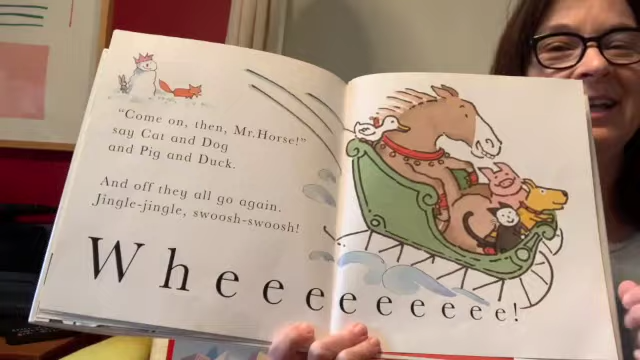 "Come on, then, Mr. Horse!"
say Cat and Dog
and Pig and Duck.
And off they all go again.
Jingle-jingle, swoosh-swoosh!
Wheeeeeeeee!